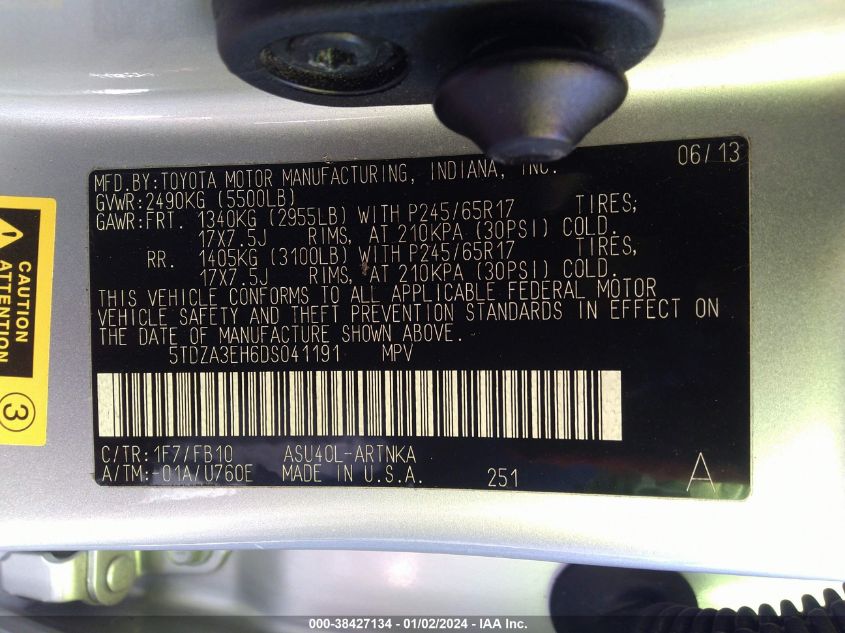 MFD.BY:TOYOTA MOTOR MANUFACTURING, INDIANA, INC. 06/13
GVWR:2490KG (5500LB)
GAWR:FRT. 1340KG (2955LB) WITH P245/65R17 TIRES,
17X7.5J RIMS, AT 210KPA (30PSI) COLD.
RR. 1405KG (3100LB) WITH P245/65R17 TIRES,
17X7.5J RIMS, AT 210KPA (30PSI) COLD.
THIS VEHICLE CONFORMS TO ALL APPLICABLE FEDERAL MOTOR
VEHICLE SAFETY AND THEFT PREVENTION STANDARDS IN EFFECT ON
THE DATE OF MANUFACTURE SHOWN ABOVE.
5TDZA3EH6DS041191 MPV
C/TR:1F7/FB10 ASU40L-ARTNKA
A/TM:-01A/U760E MADE IN U.S.A. 251 A
CAUTION
ATTENTION
3
000-38427134 - 01/02/2024 - IAA Inc.